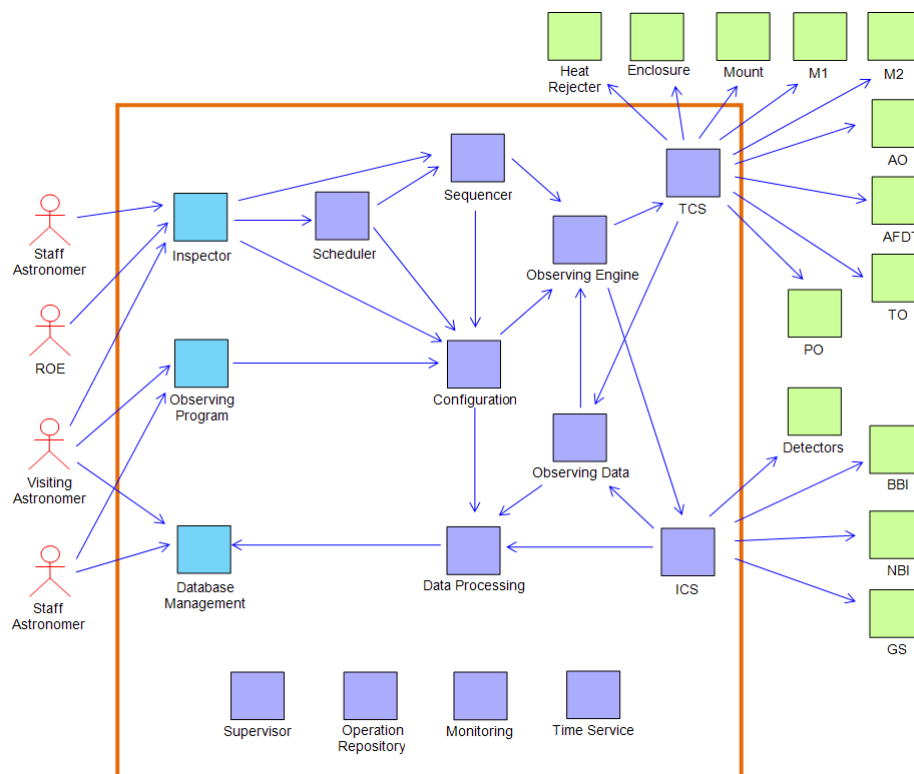 Heat
Rejecter
Enclosure
Mount
M1
M2
AO
Sequencer
TCS
Staff
Astronomer
Inspector
Scheduler
Observing Engine
AFDT
TO
ROE
PO
Observing
Program
Configuration
Detectors
Visiting
Astronomer
Observing Data
BBI
NBI
Staff
Astronomer
Database
Management
Data Processing
ICS
GS
Supervisor
Operation
Repository
Monitoring
Time Service